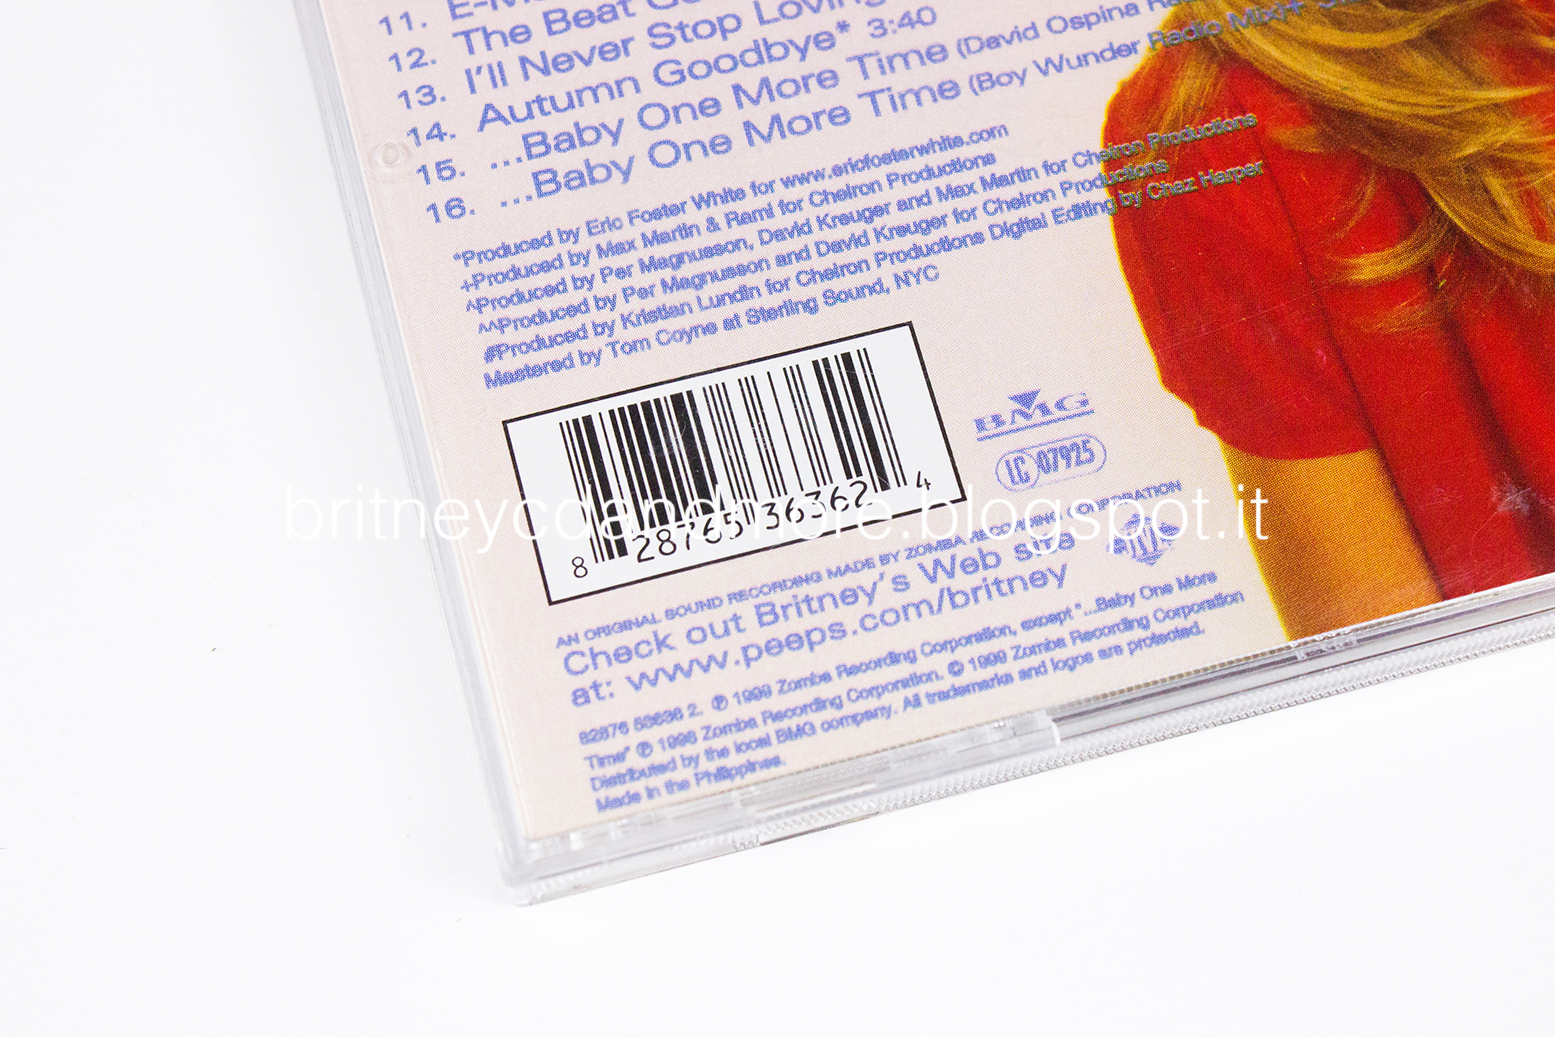 11. E-Ma
12. The Beat Go
13. I'll Never Stop Loving
14. Autumn Goodbye* 3:40
15. ...Baby One More Time (David Ospina Ra
16. ...Baby One More Time (Boy Wunder Radio Mix)+
*Produced by Eric Foster White for www.ericfosterwhite.com
+Produced by Max Martin & Rami for Cheiron Productions
^Produced by Per Magnusson, David Kreuger and Max Martin for Cheiron Productions
^^Produced by Per Magnusson and David Kreuger for Cheiron Productions
#Produced by Kristian Lundin for Cheiron Productions Digital Editing by Chaz Harper
Mastered by Tom Coyne at Sterling Sound, NYC
BMG
LC 07925
8 28765 36362 4
britneycdandmore.blogspot.it
AN ORIGINAL SOUND RECORDING MADE BY ZOMBA RECORDING CORPORATION
Check out Britney's Web site
at: www.peeps.com/britney
JIVE
82876 53636 2. ℗ 1999 Zomba Recording Corporation, except "...Baby One More
Time" ℗ 1998 Zomba Recording Corporation. © 1999 Zomba Recording Corporation
Distributed by the local BMG company. All trademarks and logos are protected.
Made in the Philippines.